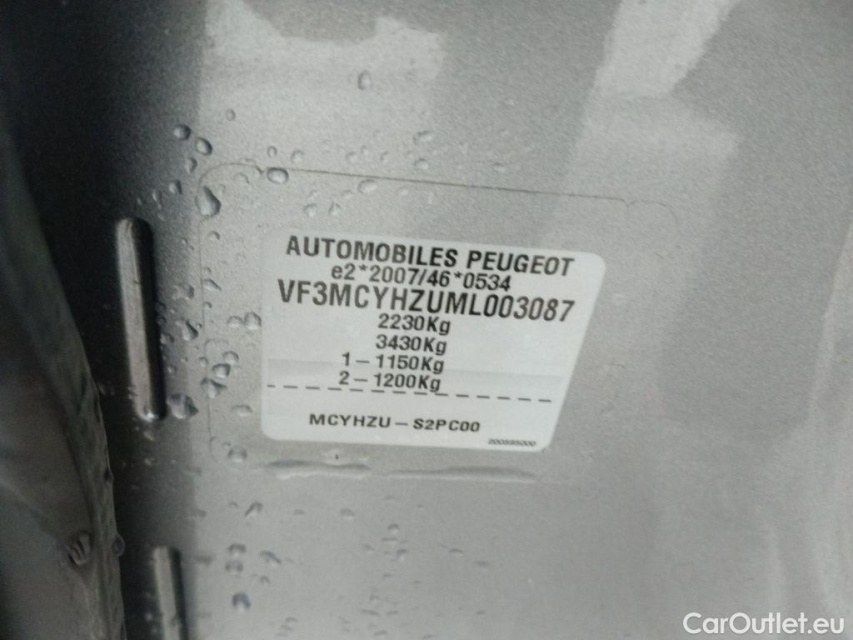 AUTOMOBILES PEUGEOT
e2*2007/46*0534
VF3MCYHZUML003087
2230Kg
3430Kg
1-1150Kg
2-1200Kg
MCYHZU-S2PC00
CarOutlet.eu